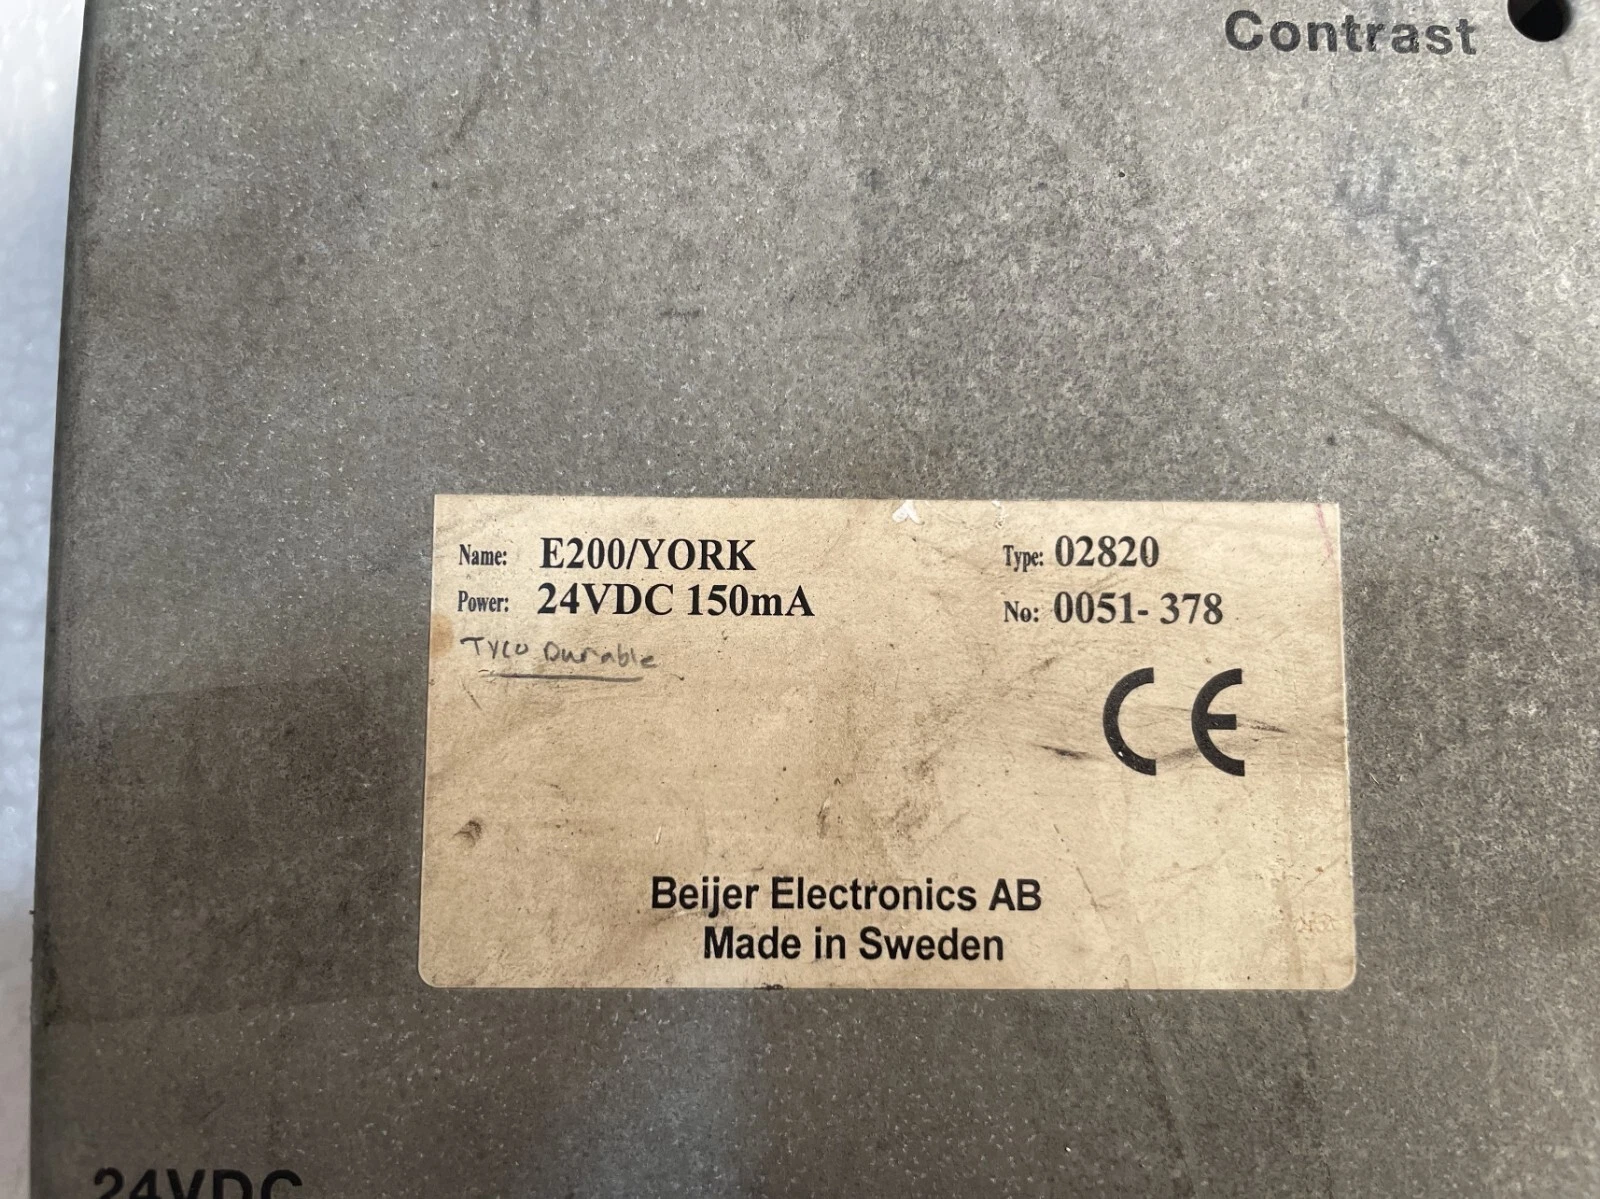 Contrast
Name: E200/YORK
Type: 02820
Power: 24VDC 150mA
No: 0051- 378
Tyco Durable
CE
Beijer Electronics AB
Made in Sweden
24VDC